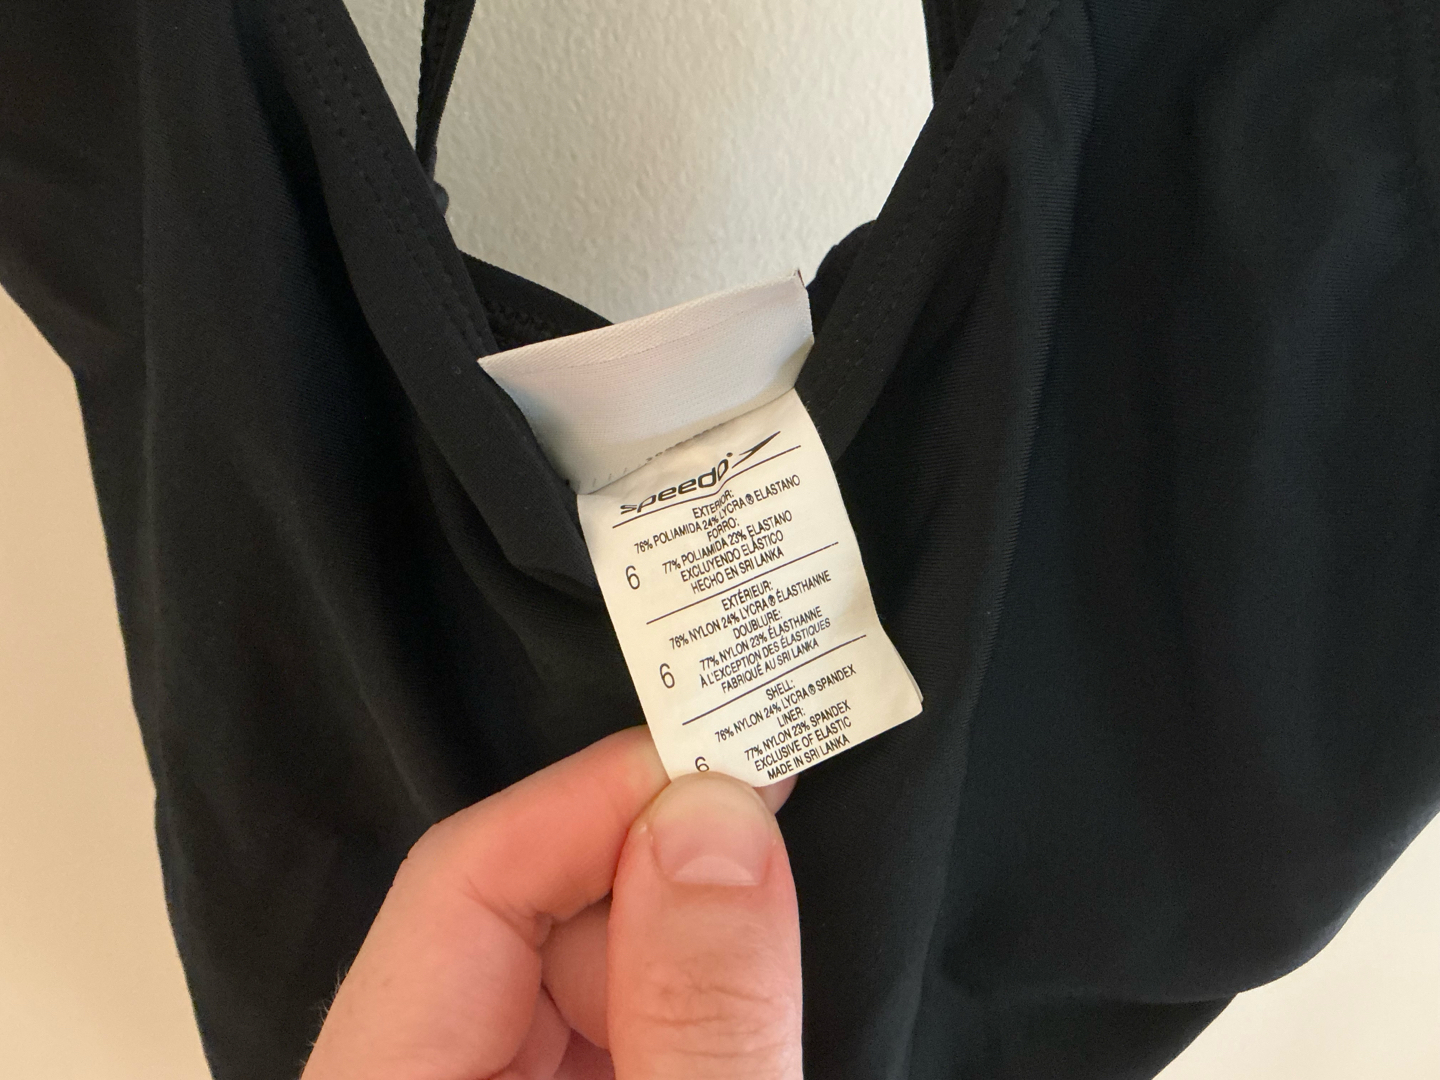 speedo
EXTERIOR:
76% POLIAMIDA 24% LYCRA® ELASTANO
FORRO:
77% POLIAMIDA 23% ELASTANO
EXCLUYENDO ELÁSTICO
HECHO EN SRI LANKA
6
EXTÉRIEUR:
76% NYLON 24% LYCRA® ÉLASTHANNE
DOUBLURE:
77% NYLON 23% ÉLASTHANNE
À L'EXCEPTION DES ÉLASTIQUES
FABRIQUÉ AU SRI LANKA
6
SHELL:
76% NYLON 24% LYCRA® SPANDEX
LINER:
77% NYLON 23% SPANDEX
EXCLUSIVE OF ELASTIC
MADE IN SRI LANKA
6